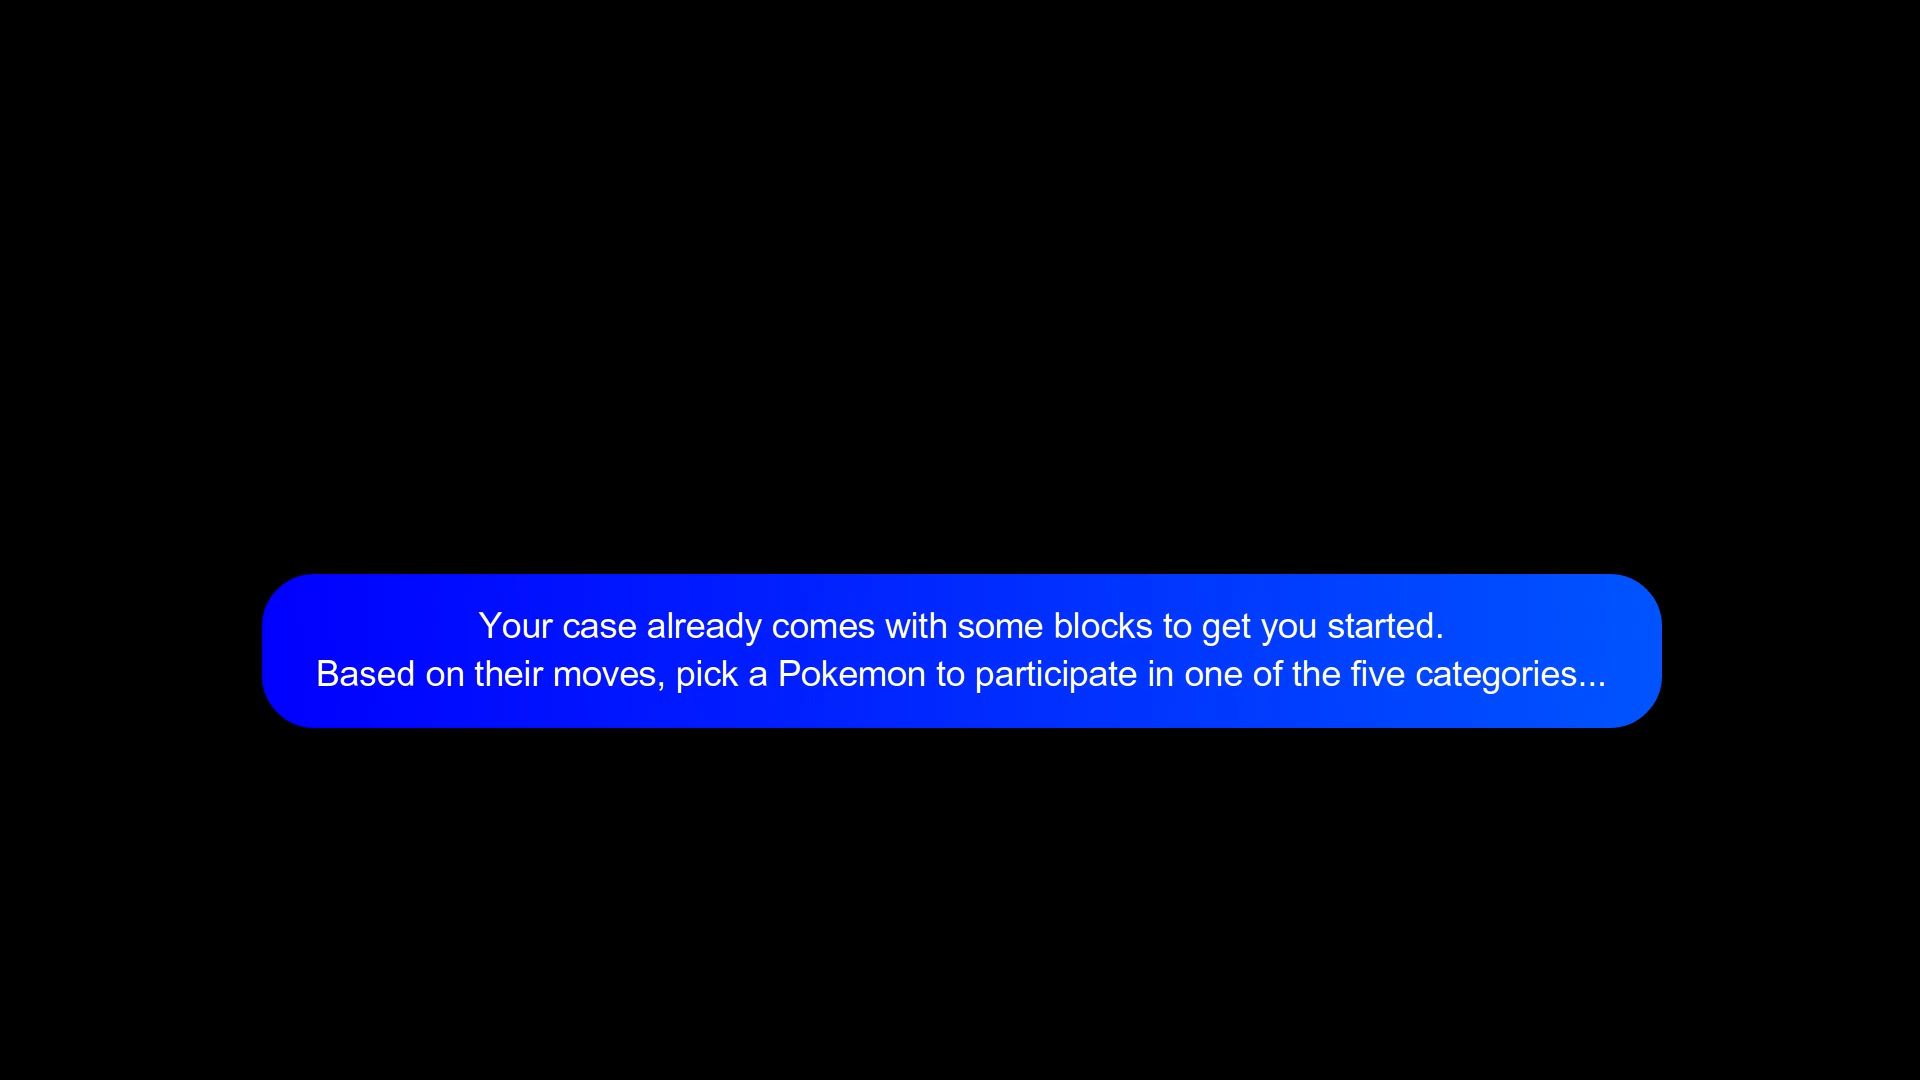 Your case already comes with some blocks to get you started.
Based on their moves, pick a Pokemon to participate in one of the five categories...